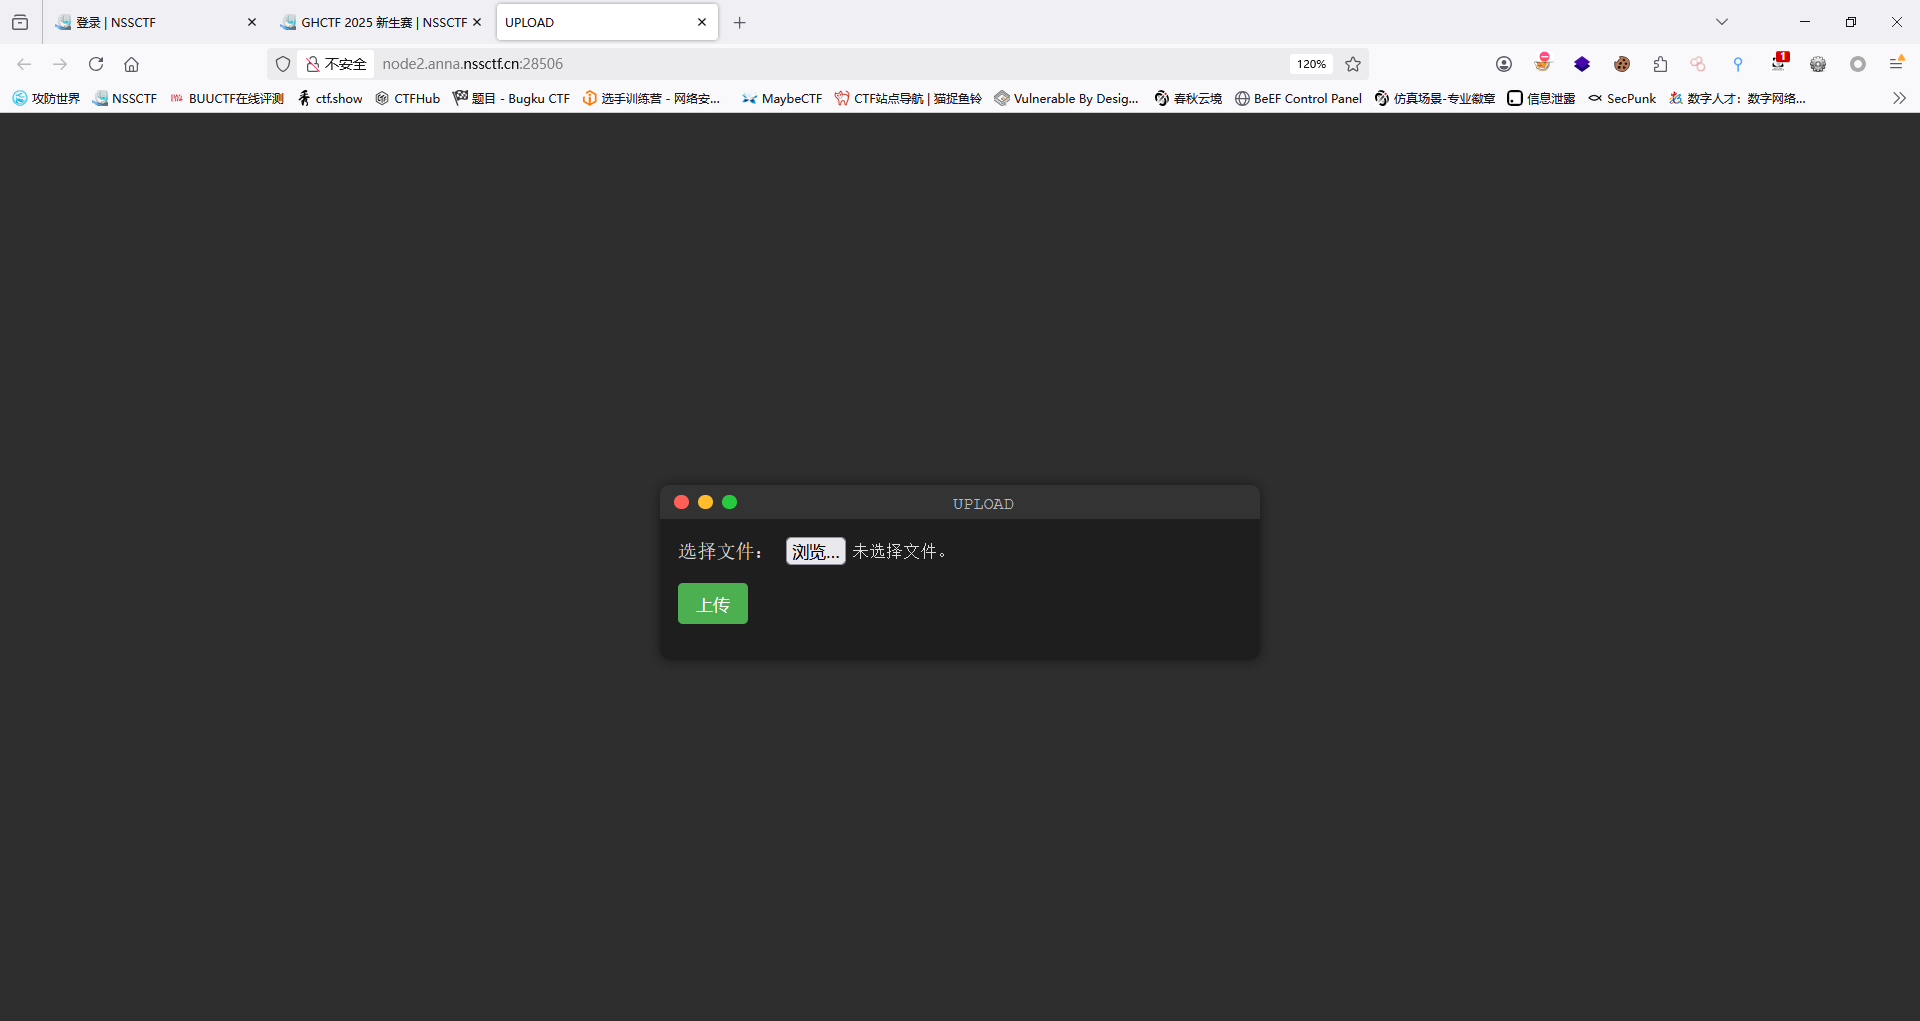 登录 | NSSCTF
GHCTF 2025 新生赛 | NSSCTF
UPLOAD
不安全
node2.anna.nssctf.cn:28506
120%
1
攻防世界
NSSCTF
BUUCTF在线评测
ctf.show
CTFHub
题目 - Bugku CTF
选手训练营 - 网络安...
MaybeCTF
CTF站点导航 | 猫捉鱼铃
Vulnerable By Desig...
春秋云境
BeEF Control Panel
仿真场景-专业徽章
信息泄露
SecPunk
数字人才：数字网络...
UPLOAD
选择文件：
浏览...
未选择文件。
上传